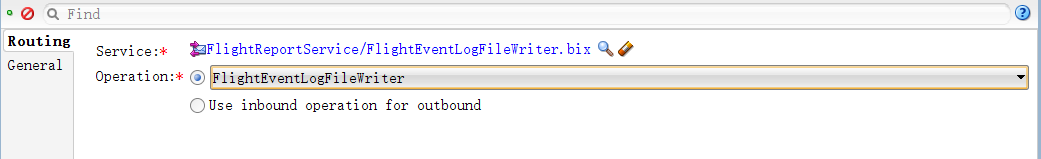 Find
Routing
General
Service:* FlightReportService/FlightEventLogFileWriter.bix
Operation:* FlightEventLogFileWriter
Use inbound operation for outbound